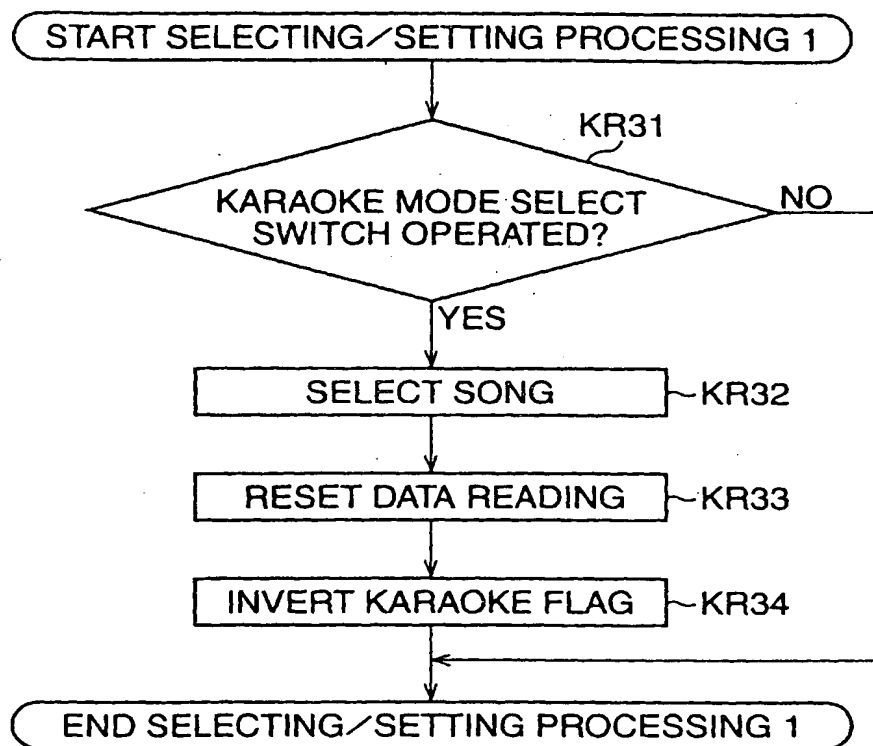 START SELECTING/SETTING PROCESSING 1
KR31
KARAOKE MODE SELECT
SWITCH OPERATED?
NO
YES
SELECT SONG
KR32
RESET DATA READING
KR33
INVERT KARAOKE FLAG
KR34
END SELECTING/SETTING PROCESSING 1